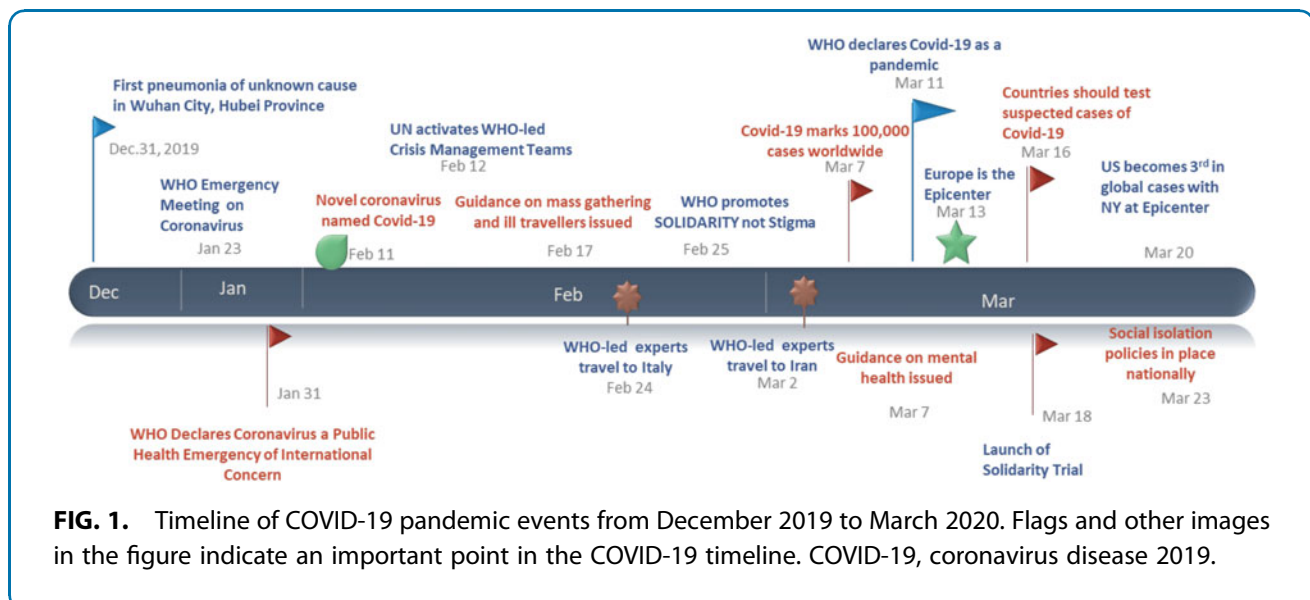 First pneumonia of unknown cause
in Wuhan City, Hubei Province
Dec.31, 2019
WHO Emergency
Meeting on
Coronavirus
Jan 23
Novel coronavirus
named Covid-19
Feb 11
UN activates WHO-led
Crisis Management Teams
Feb 12
Guidance on mass gathering
and ill travellers issued
Feb 17
WHO promotes
SOLIDARITY not Stigma
Feb 25
Covid-19 marks 100,000
cases worldwide
Mar 7
WHO declares Covid-19 as a
pandemic
Mar 11
Europe is the
Epicenter
Mar 13
Countries should test
suspected cases of
Covid-19
Mar 16
US becomes 3rd in
global cases with
NY at Epicenter
Mar 20
Dec
Jan
Feb
Mar
Jan 31
WHO Declares Coronavirus a Public
Health Emergency of International
Concern
WHO-led experts
travel to Italy
Feb 24
WHO-led experts
travel to Iran
Mar 2
Guidance on mental
health issued
Mar 7
Mar 18
Launch of
Solidarity Trial
Social isolation
policies in place
nationally
Mar 23
FIG. 1. Timeline of COVID-19 pandemic events from December 2019 to March 2020. Flags and other images
in the figure indicate an important point in the COVID-19 timeline. COVID-19, coronavirus disease 2019.